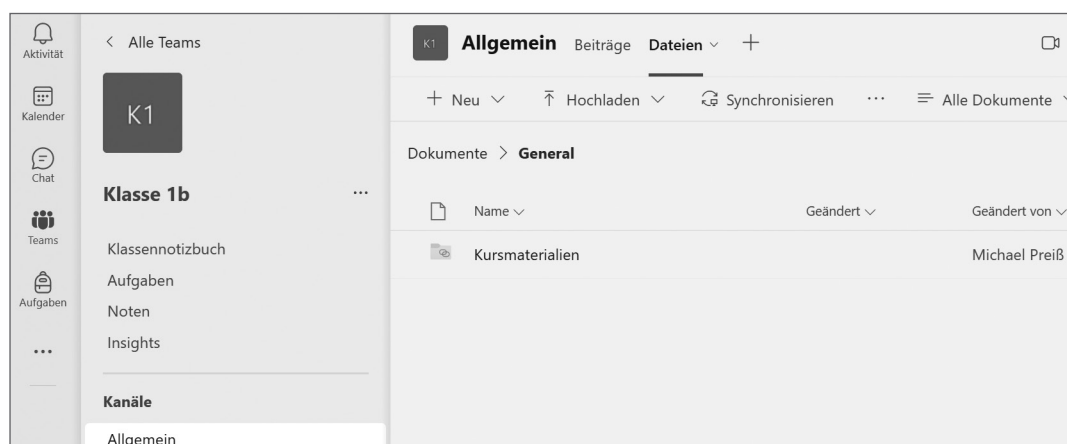 Aktivität
Kalender
Chat
Teams
Aufgaben
Alle Teams
K1
Klasse 1b
Klassennotizbuch
Aufgaben
Noten
Insights
Kanäle
Allgemein
K1 Allgemein Beiträge Dateien
Neu Hochladen Synchronisieren ... Alle Dokumente
Dokumente > General
Name Geändert Geändert von
Kursmaterialien Michael Preiß